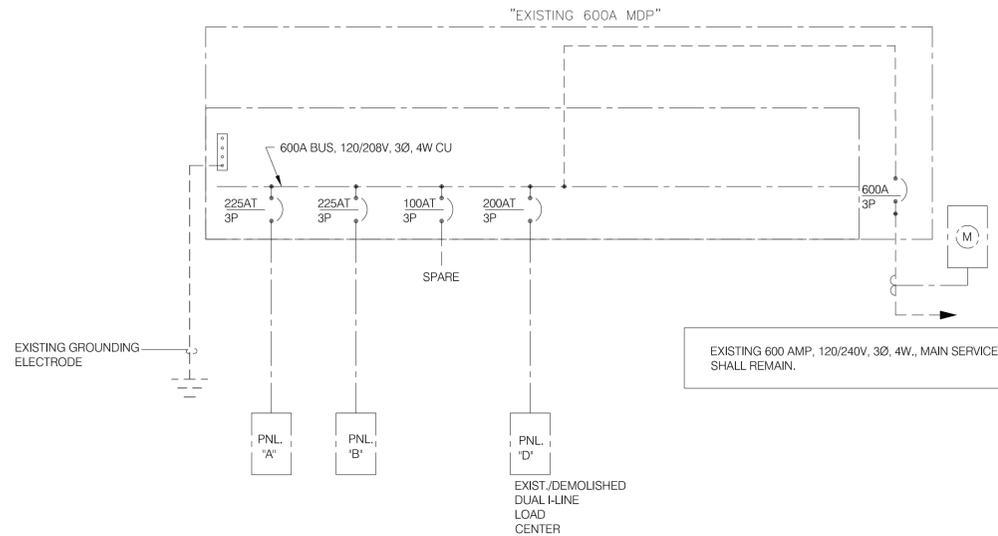 "EXISTING 600A MDP"
600A BUS, 120/208V, 3Ø, 4W CU
225AT
3P
225AT
3P
100AT
3P
200AT
3P
600A
3P
M
SPARE
EXISTING GROUNDING
ELECTRODE
EXISTING 600 AMP, 120/240V, 3Ø, 4W., MAIN SERVICE
SHALL REMAIN.
PNL.
"A"
PNL.
"B"
PNL.
"D"
EXIST./DEMOLISHED
DUAL I-LINE
LOAD
CENTER